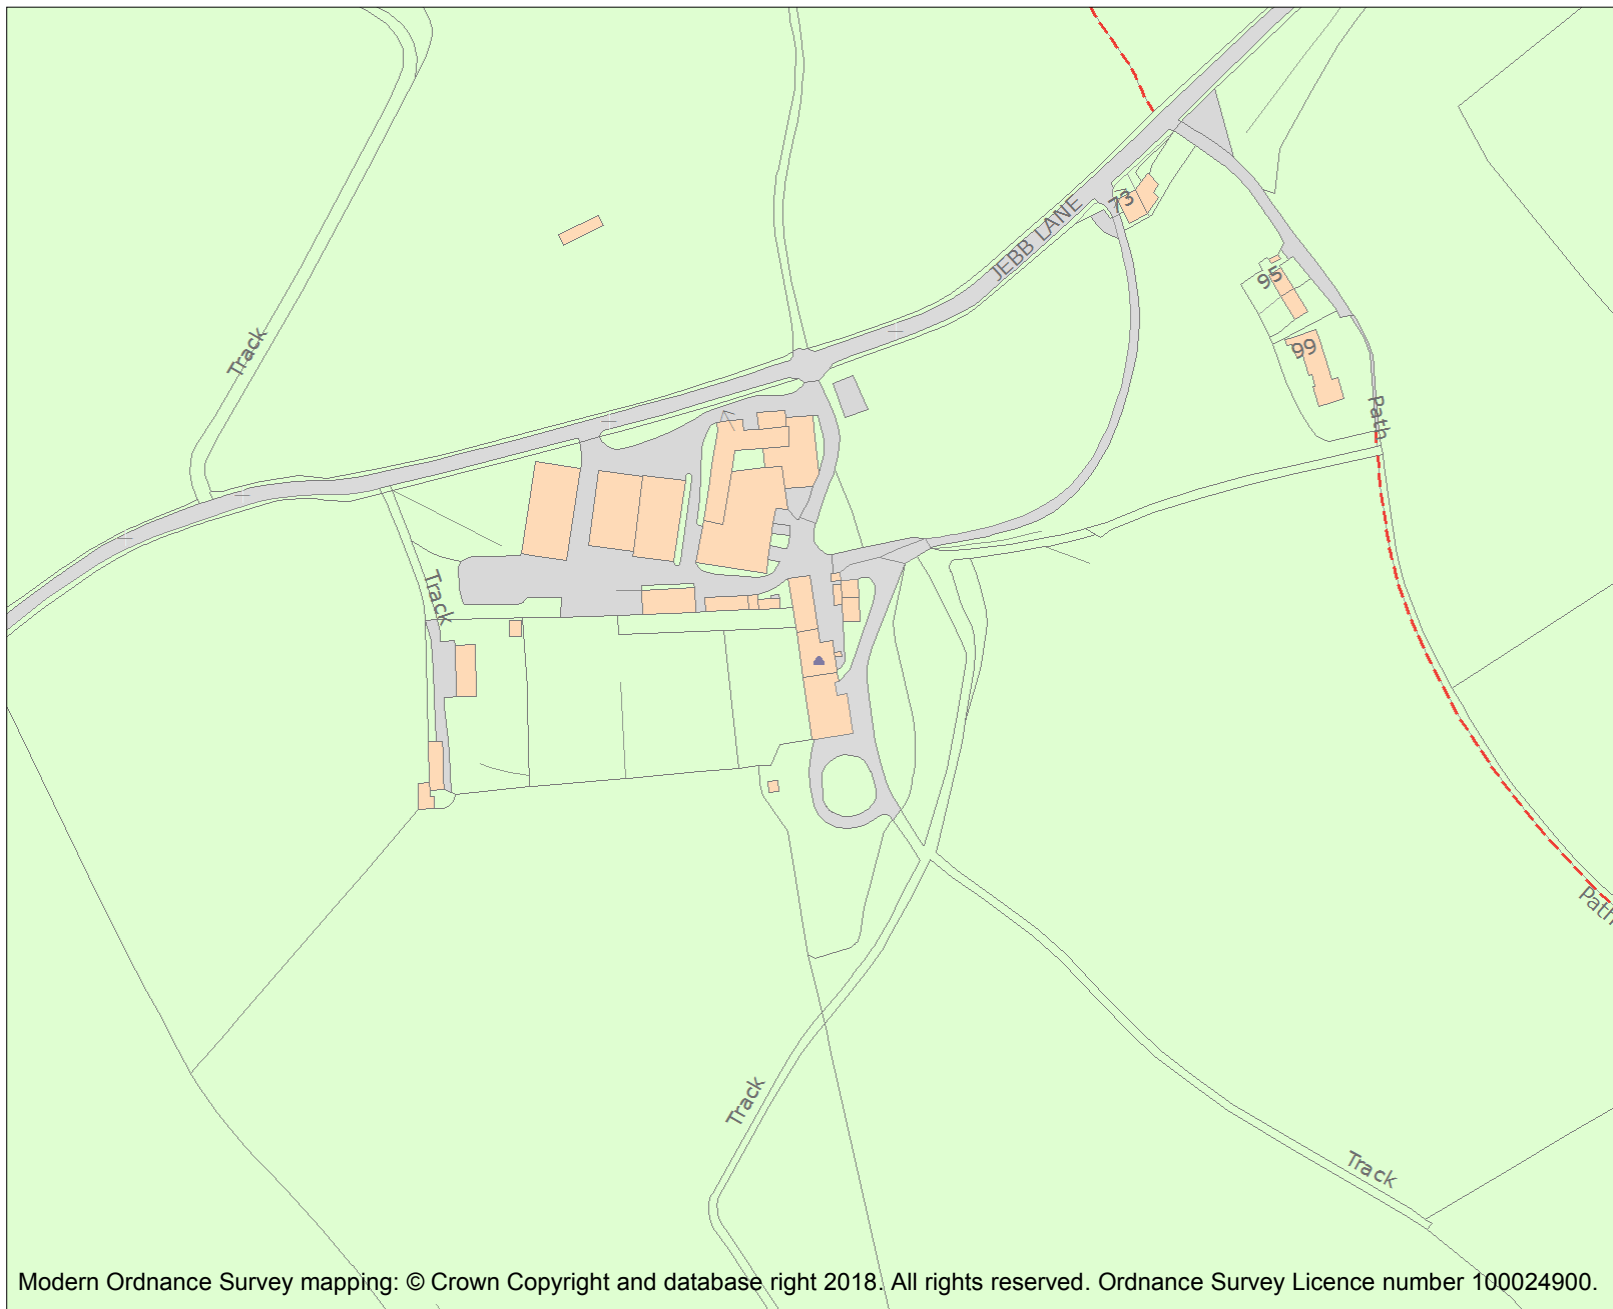 JEBB LANE
73
95
99
Track
Path
Track
Path
Track
Track
Modern Ordnance Survey mapping: © Crown Copyright and database right 2018. All rights reserved. Ordnance Survey Licence number 100024900.